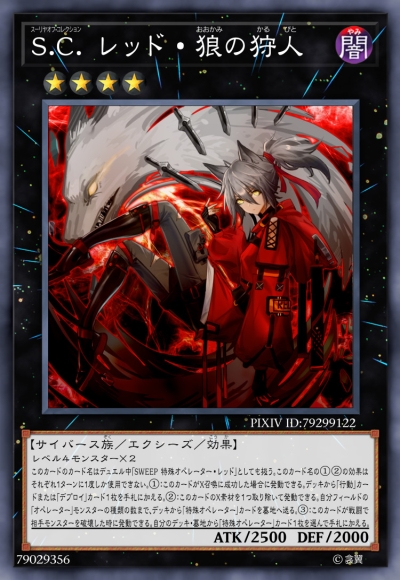 スーリヤオブコレクション おおかみ かる びと
S.C. レッド・狼の狩人
やみ
闇
PIXIV ID:79299122
こうか
【サイバース族/エクシーズ/効果】
レベル4モンスター×2
このカードのカード名はデュエル中「SWEEP 特殊オペレーター・レッド」としても扱う。このカード名の①②の効果は
それぞれ1ターンに1度しか使用できない。①:このカードがX召喚に成功した場合に発動できる。デッキから「行動」カー
ドまたは「デプロイ」カード1枚を手札に加える。②:このカードのX素材を1つ取り除いて発動できる。自分フィールドの
「オペレーター」モンスターの種類の数まで、デッキから「特殊オペレーター」カードを墓地へ送る。③:このカードが戦闘で
相手モンスターを破壊した時に発動できる。自分のデッキ・墓地から「特殊オペレーター」カード1枚を選んで手札に加える。
ATK/2500 DEF/2000
79029356